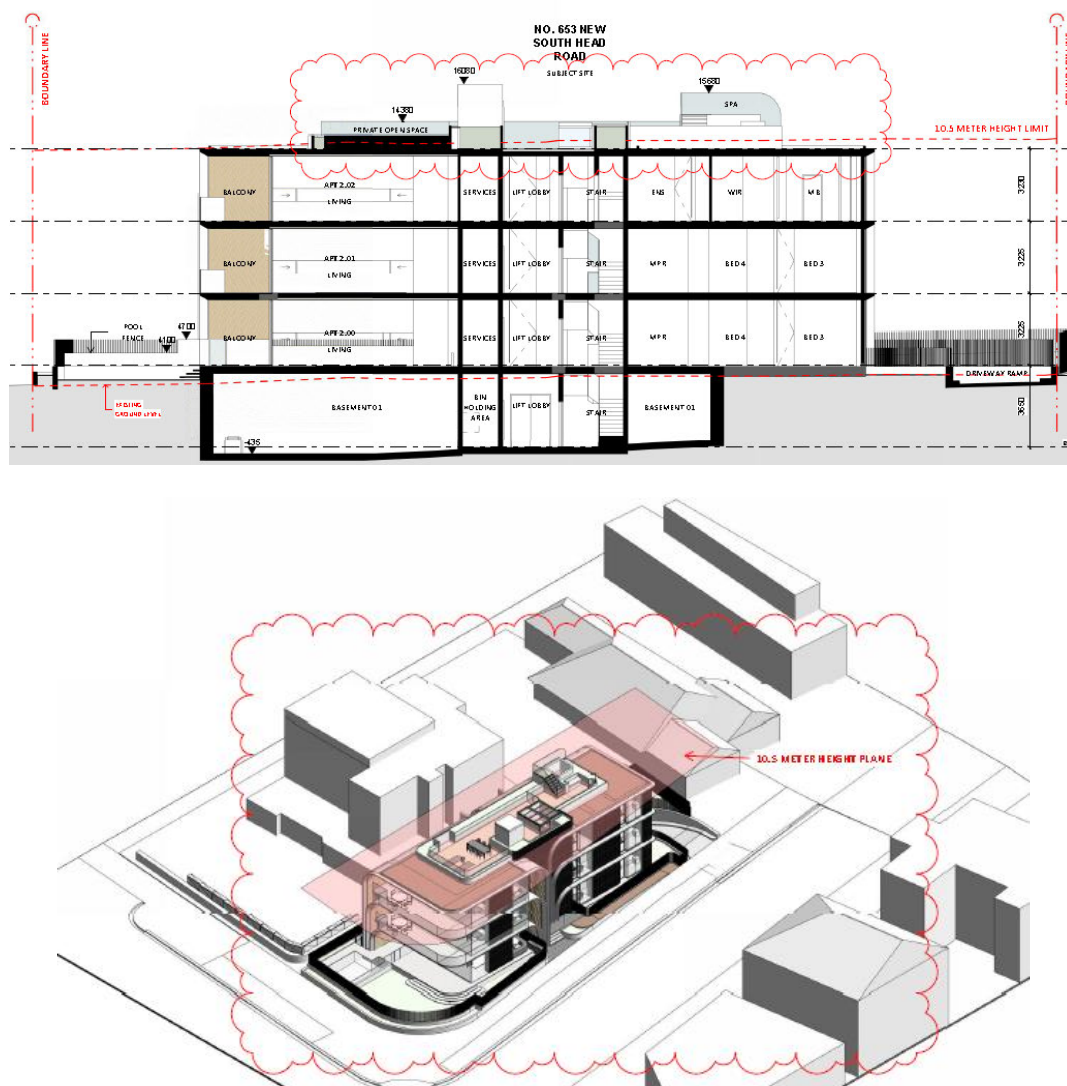 NO. 653 NEW
SOUTH HEAD
ROAD
SUBJECT SITE
BOUNDARY LINE
16080
15680
14380
SPA
PRIVATE OPEN SPACE
10.5 METER HEIGHT LIMIT
BALCONY
APT 2.02
LIVING
SERVICES
LIFT LOBBY
STAIR
ENS
WIR
MB
3230
BALCONY
APT 2.01
LIVING
SERVICES
LIFT LOBBY
STAIR
MPR
BED 4
BED 3
3225
BALCONY
APT 2.00
LIVING
SERVICES
LIFT LOBBY
STAIR
MPR
BED 4
BED 3
3225
POOL
FENCE
4700
4100
EXISTING
GROUND LEVEL
DRIVEWAY RAMP
BASEMENT 01
BIN
HOLDING
AREA
LIFT LOBBY
STAIR
BASEMENT 01
3650
435
10.5 METER HEIGHT PLANE